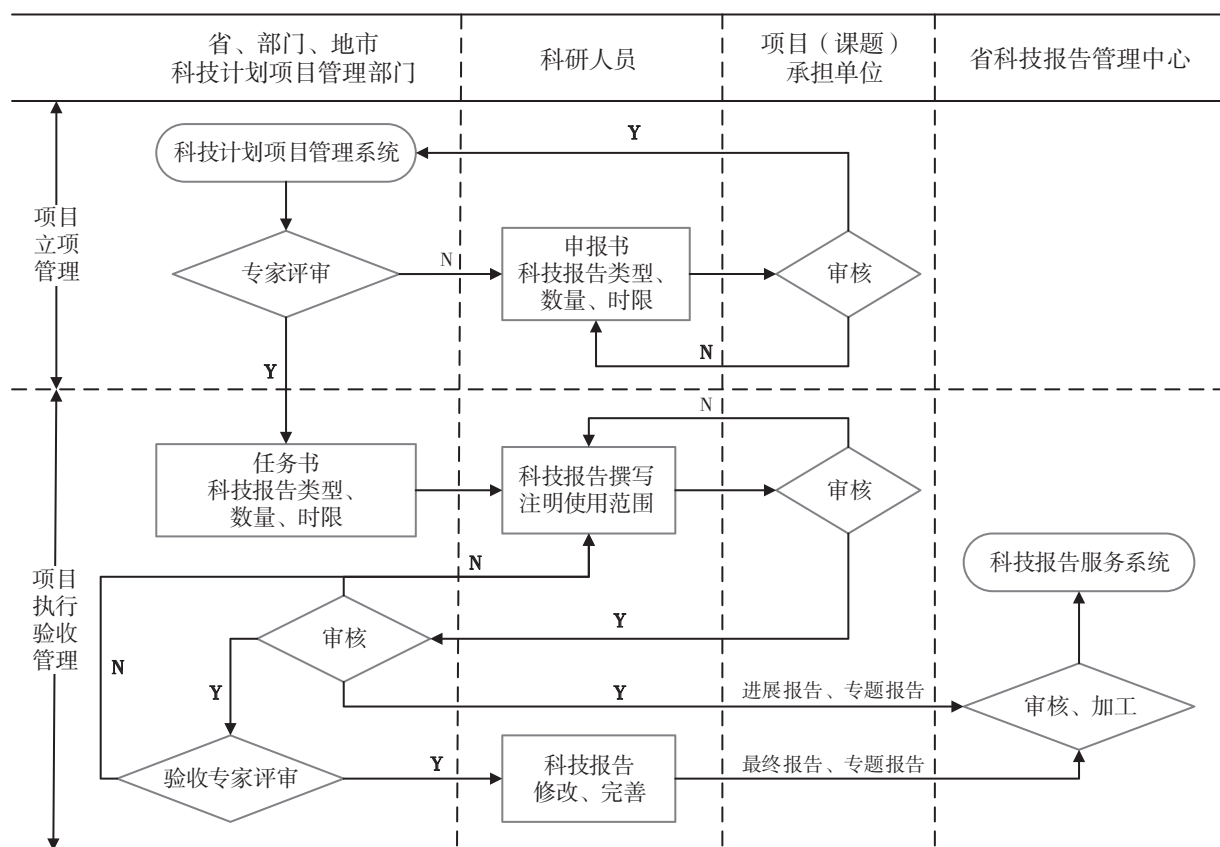 省、部门、地市
科技计划项目管理部门
科研人员
项目（课题）
承担单位
省科技报告管理中心
Y
科技计划项目管理系统
项目
立项
管理
专家评审
N
申报书
科技报告类型、
数量、时限
审核
N
Y
N
任务书
科技报告类型、
数量、时限
科技报告撰写
注明使用范围
审核
项目
执行
验收
管理
N
科技报告服务系统
审核
Y
N
Y
Y
进展报告、专题报告
审核、加工
验收专家评审
Y
科技报告
修改、完善
最终报告、专题报告